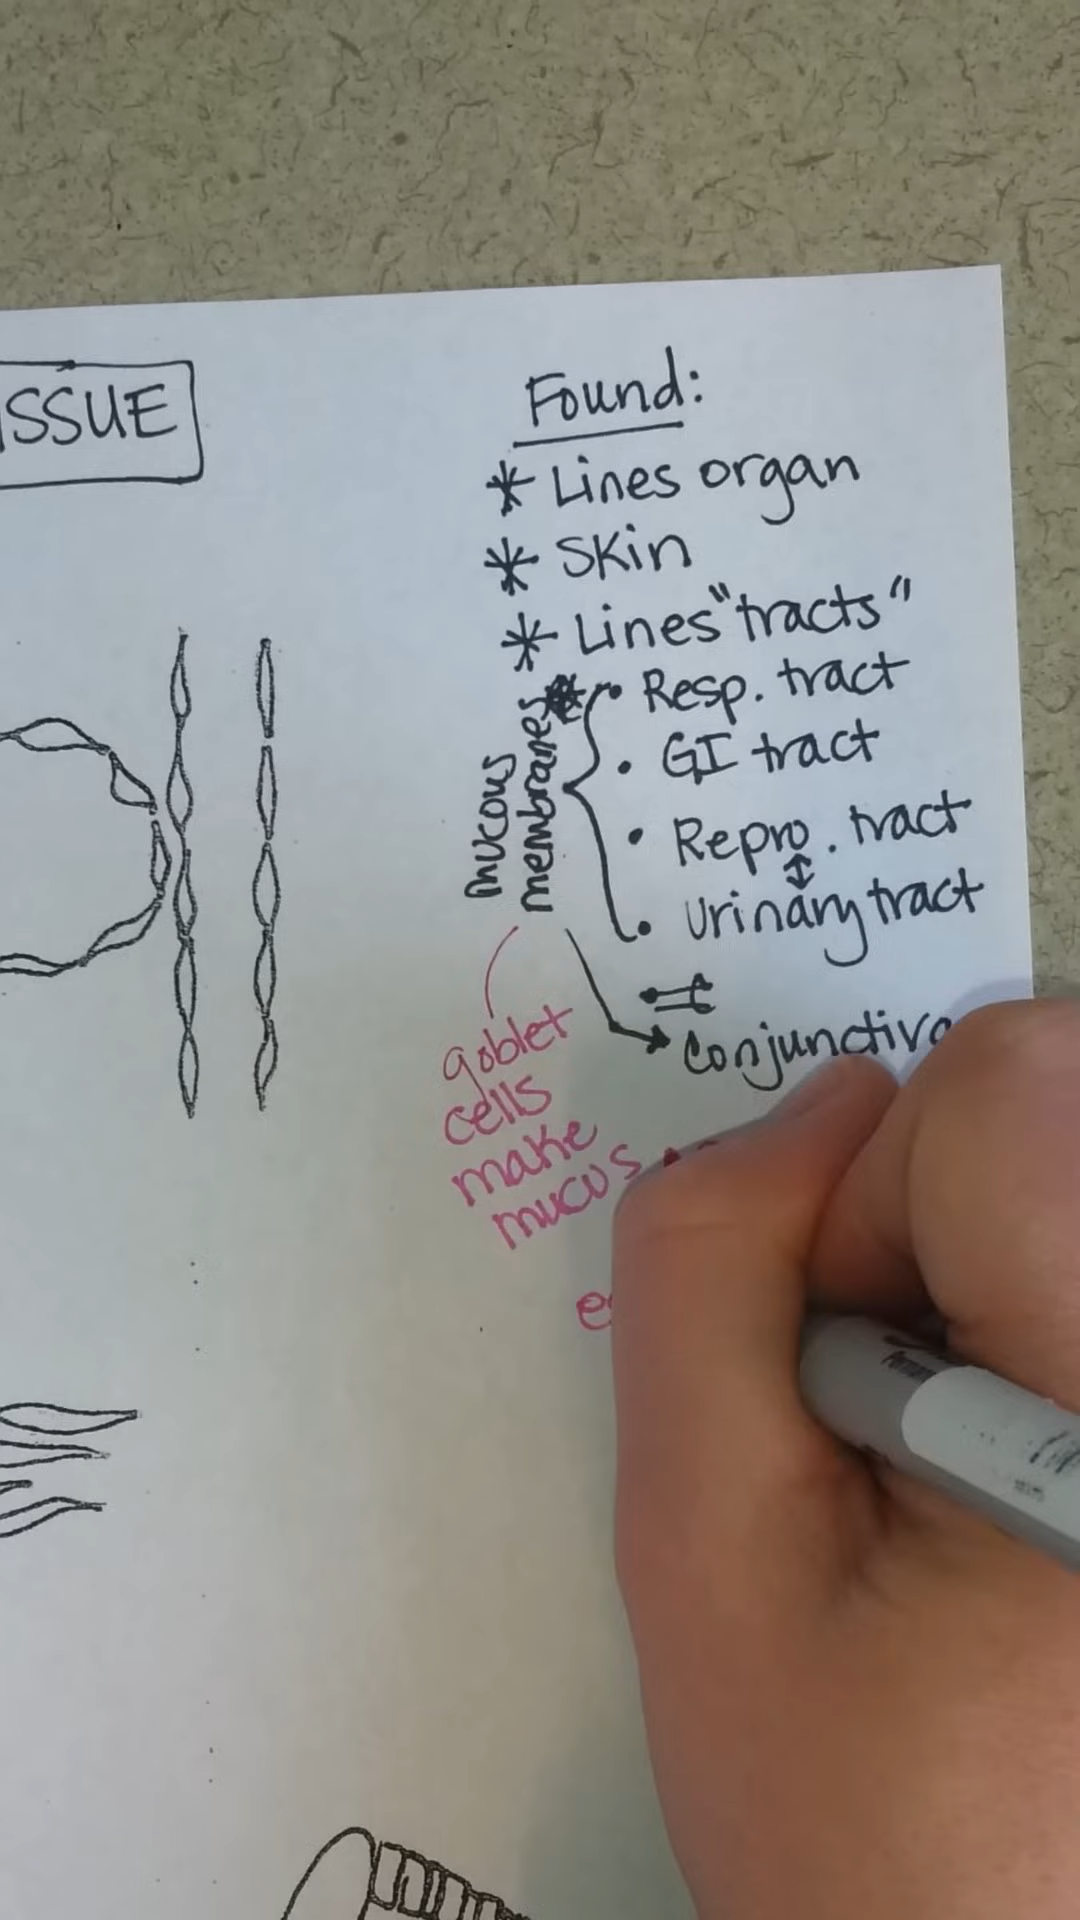 ISSUE
Found:
* Lines organ
* Skin
* Lines "tracts"
• Resp. tract
• GI tract
• Repro. tract
• Urinary tract
mucous
membranes
Conjunctiva
goblet
cells
make
mucus